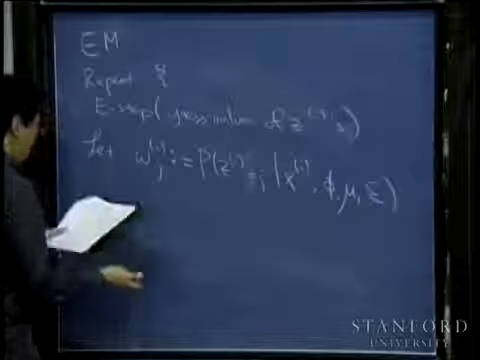 EM
Repeat {
E-step (guess values of z^{(i)}'s)
Let w_j^{(i)} := P(z^{(i)}=j | x^{(i)}, ϕ, μ, Σ)
STANFORD
UNIVERSITY